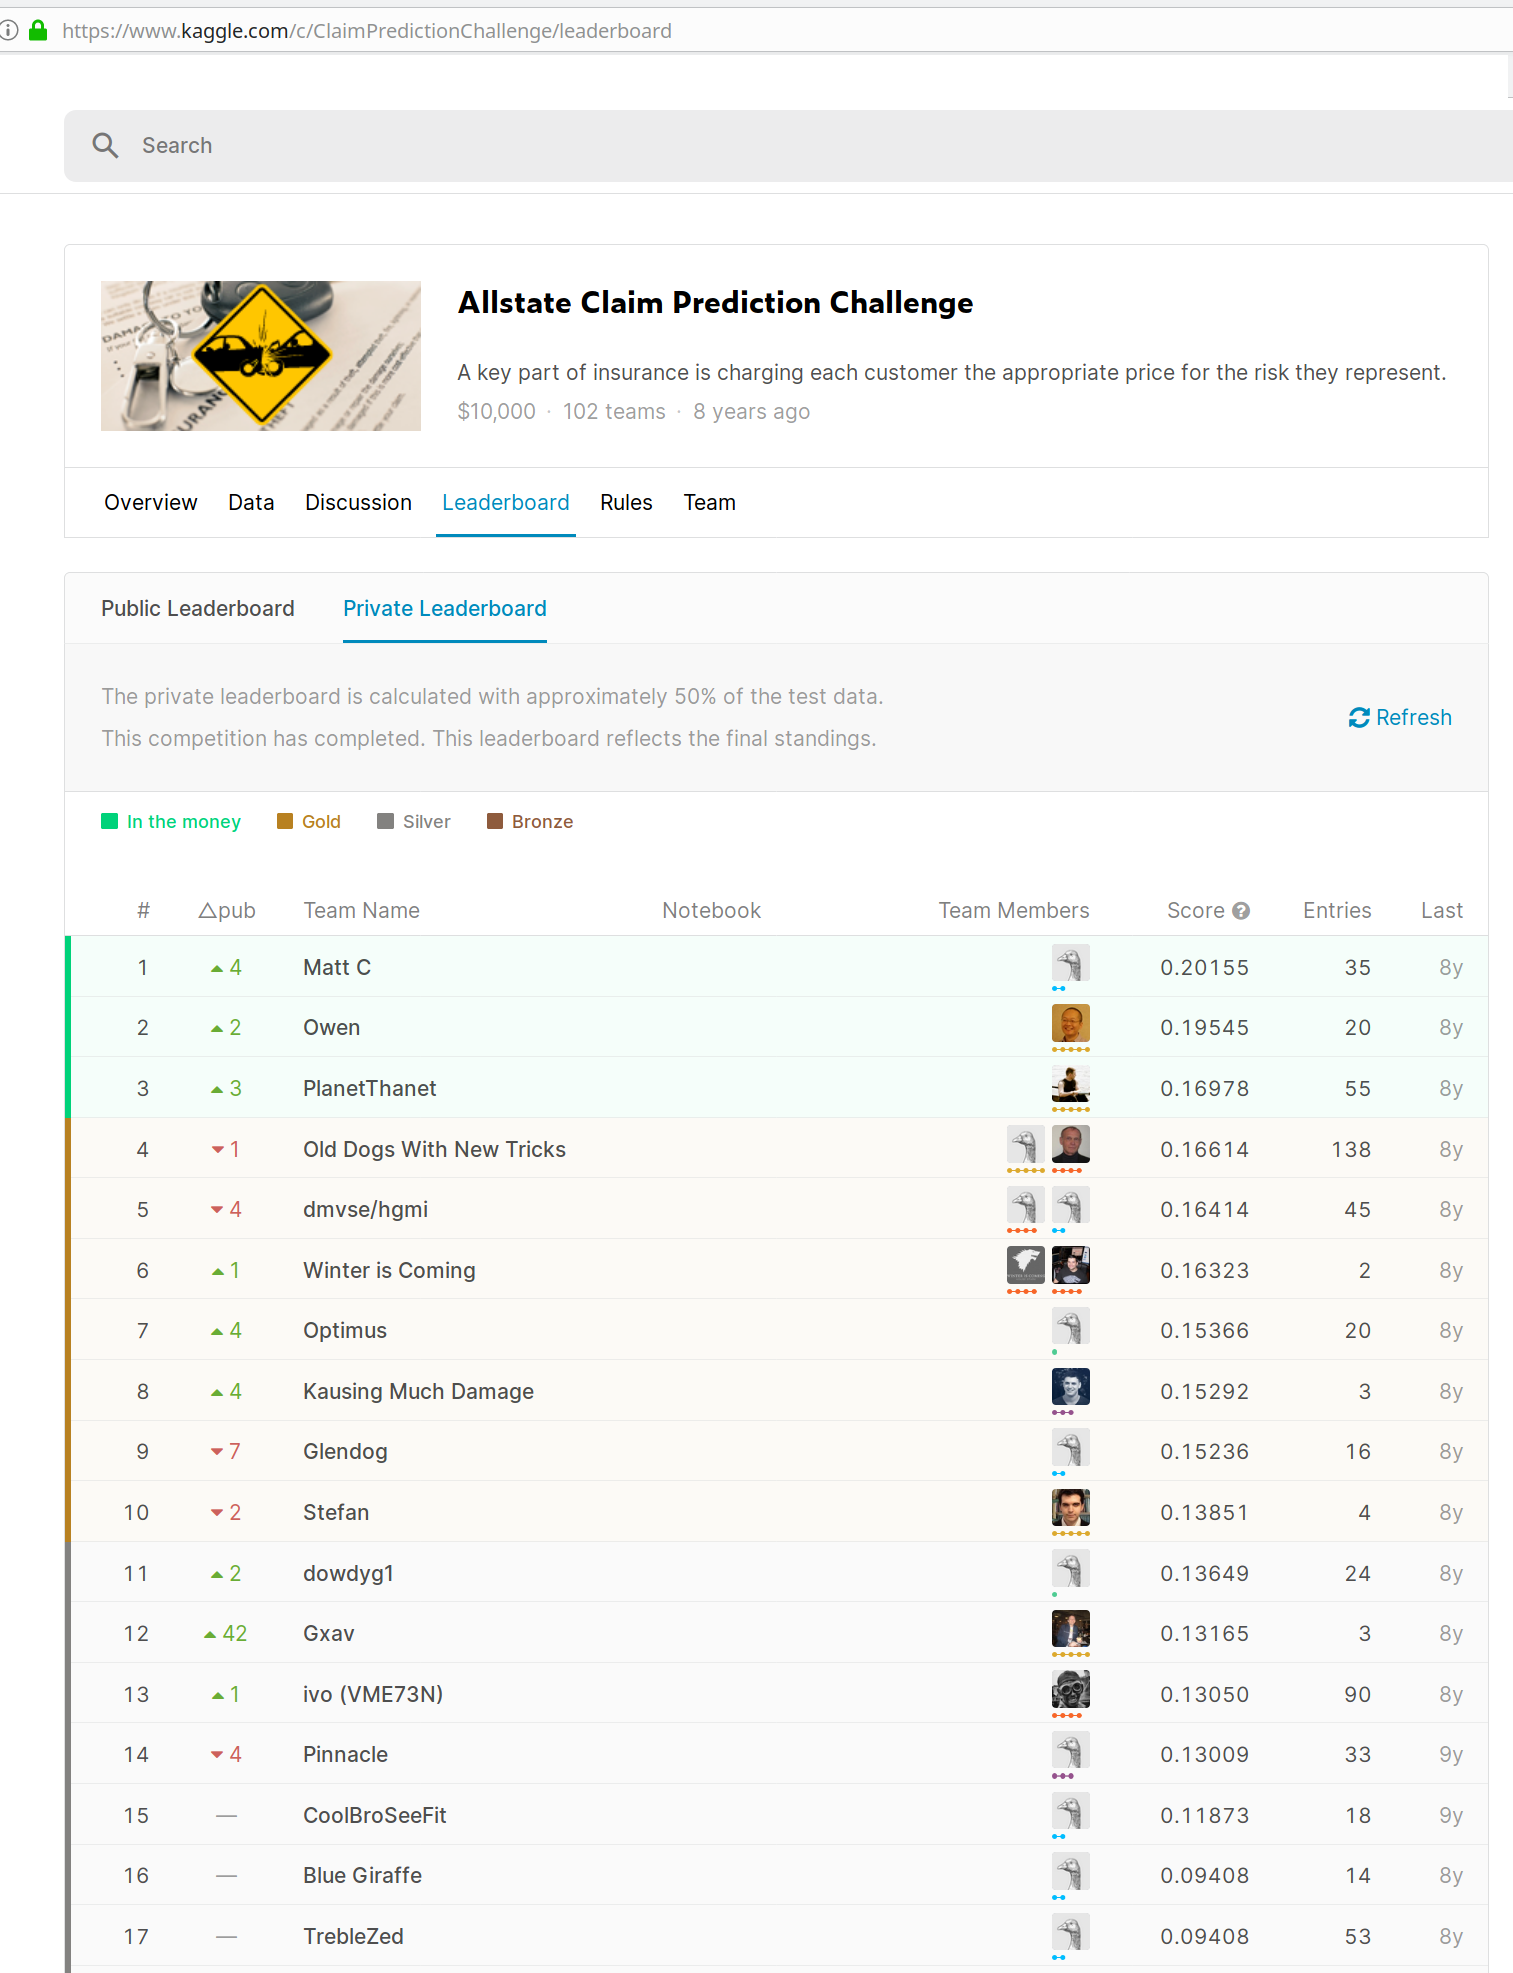 https://www.kaggle.com/c/ClaimPredictionChallenge/leaderboard
Search
Allstate Claim Prediction Challenge
A key part of insurance is charging each customer the appropriate price for the risk they represent.
$10,000 · 102 teams · 8 years ago
Overview Data Discussion Leaderboard Rules Team
Public Leaderboard Private Leaderboard
The private leaderboard is calculated with approximately 50% of the test data.
This competition has completed. This leaderboard reflects the final standings.
Refresh
In the money Gold Silver Bronze
# △pub Team Name Notebook Team Members Score Entries Last
1 ▲ 4 Matt C 0.20155 35 8y
2 ▲ 2 Owen 0.19545 20 8y
3 ▲ 3 PlanetThanet 0.16978 55 8y
4 ▼ 1 Old Dogs With New Tricks 0.16614 138 8y
5 ▼ 4 dmvse/hgmi 0.16414 45 8y
6 ▲ 1 Winter is Coming 0.16323 2 8y
7 ▲ 4 Optimus 0.15366 20 8y
8 ▲ 4 Kausing Much Damage 0.15292 3 8y
9 ▼ 7 Glendog 0.15236 16 8y
10 ▼ 2 Stefan 0.13851 4 8y
11 ▲ 2 dowdyg1 0.13649 24 8y
12 ▲ 42 Gxav 0.13165 3 8y
13 ▲ 1 ivo (VME73N) 0.13050 90 8y
14 ▼ 4 Pinnacle 0.13009 33 9y
15 — CoolBroSeeFit 0.11873 18 9y
16 — Blue Giraffe 0.09408 14 8y
17 — TrebleZed 0.09408 53 8y